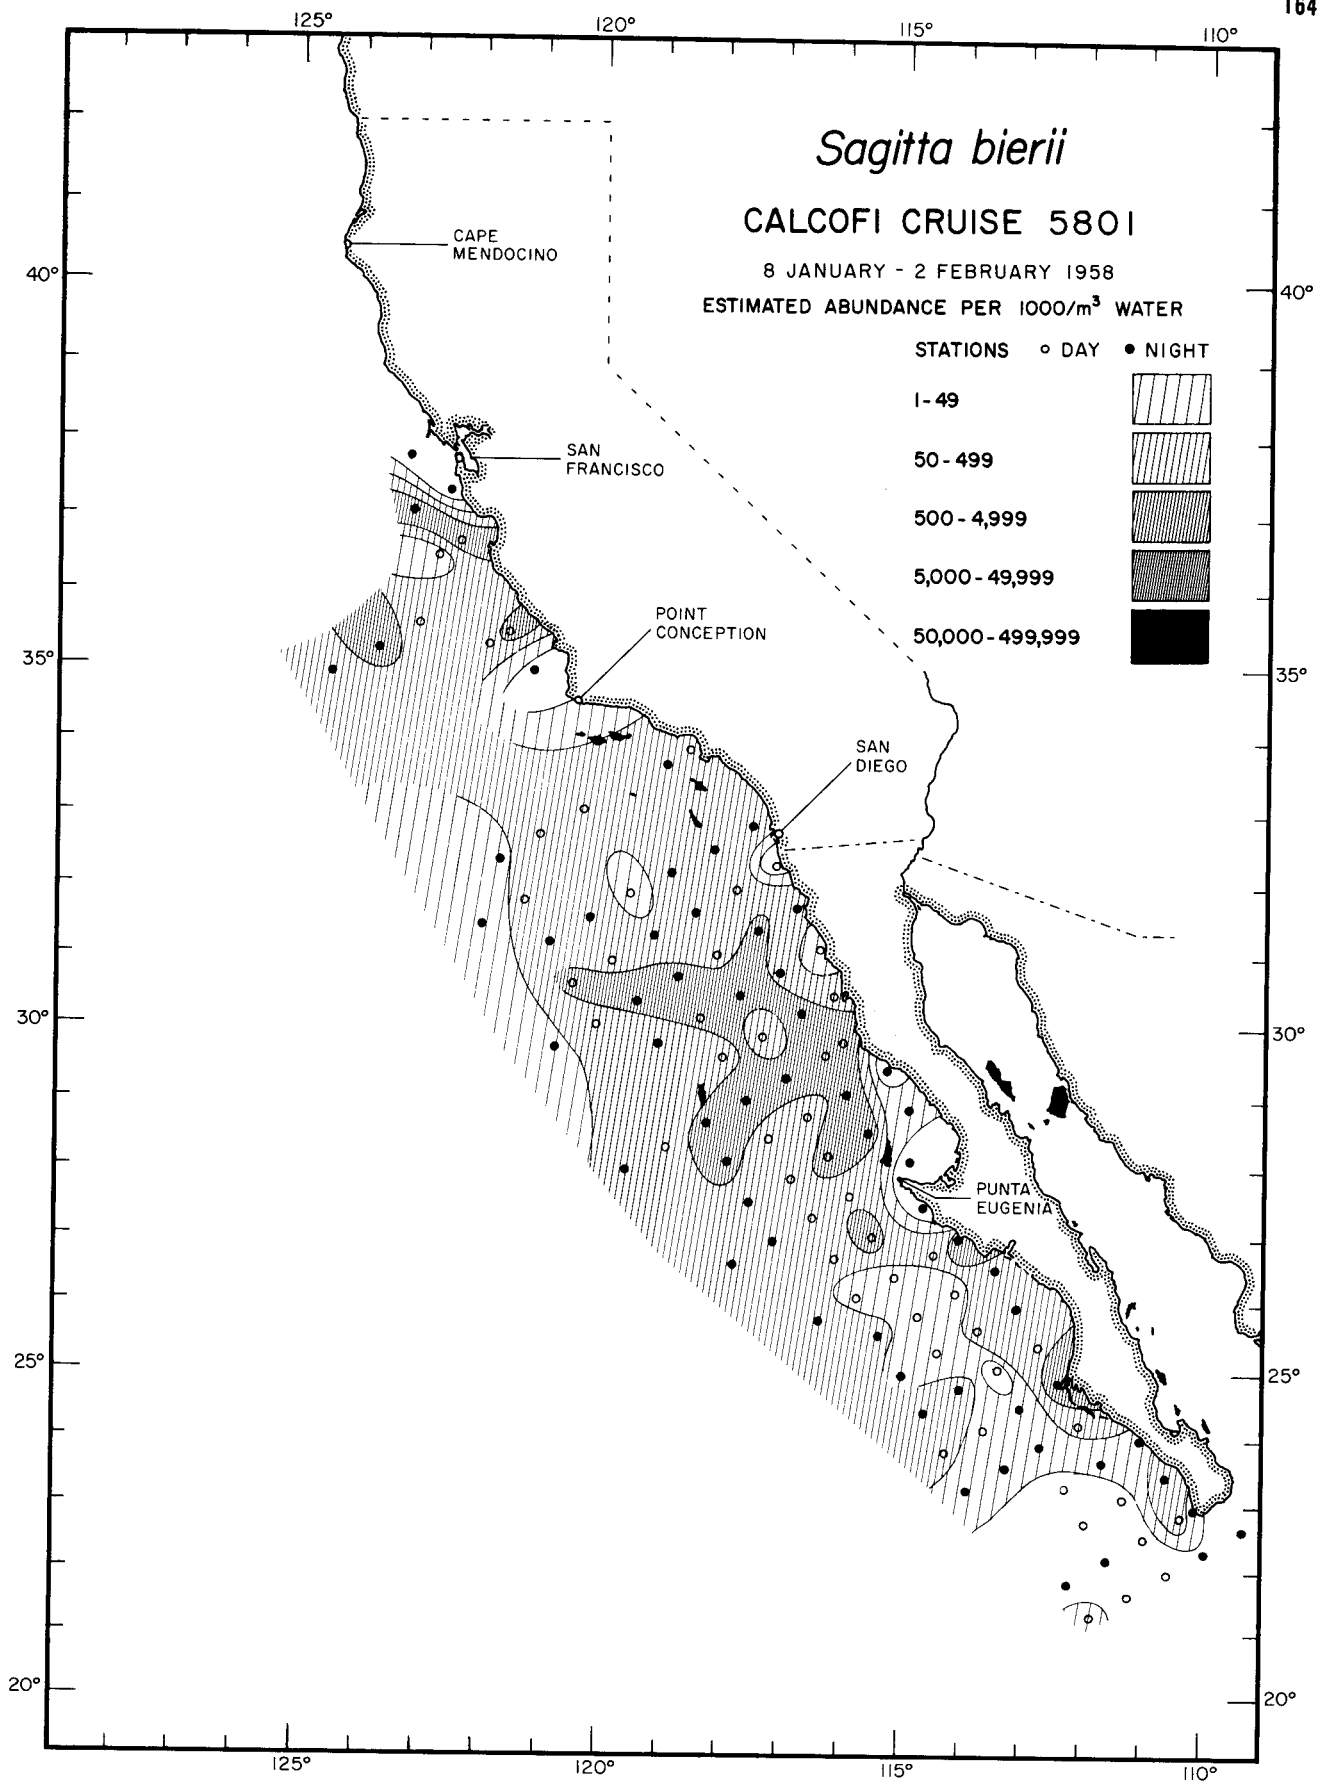 164
125°
120°
115°
110°
Sagitta bierii
CALCOFI CRUISE 5801
8 JANUARY - 2 FEBRUARY 1958
ESTIMATED ABUNDANCE PER 1000/m³ WATER
STATIONS ○ DAY ● NIGHT
1-49
50-499
500-4,999
5,000-49,999
50,000-499,999
CAPE
MENDOCINO
40°
40°
SAN
FRANCISCO
POINT
CONCEPTION
35°
35°
SAN
DIEGO
30°
30°
PUNTA
EUGENIA
25°
25°
20°
20°
125°
120°
115°
110°